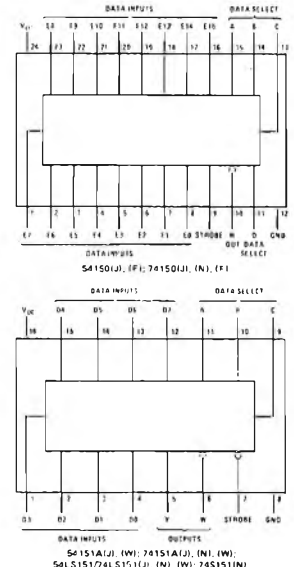 DATA INPUTS DATA SELECT
VCC E8 E9 E10 E11 E12 E13 E14 E15 A B C
24 23 22 21 20 19 18 17 16 15 14 13
1 2 3 4 5 6 7 8 9 10 11 12
E7 E6 E5 E4 E3 E2 E1 E0 STROBE W D GND
DATA INPUTS OUT DATA SELECT
54150(J), (F); 74150(J), (N), (F)
DATA INPUTS DATA SELECT
VCC D4 D5 D6 D7 A B C
16 15 14 13 12 11 10 9
1 2 3 4 5 6 7 8
D3 D2 D1 D0 Y W STROBE GND
DATA INPUTS OUTPUTS
54151A(J), (W); 74151A(J), (N), (W);
54LS151/74LS151(J), (N), (W); 74S151(N)